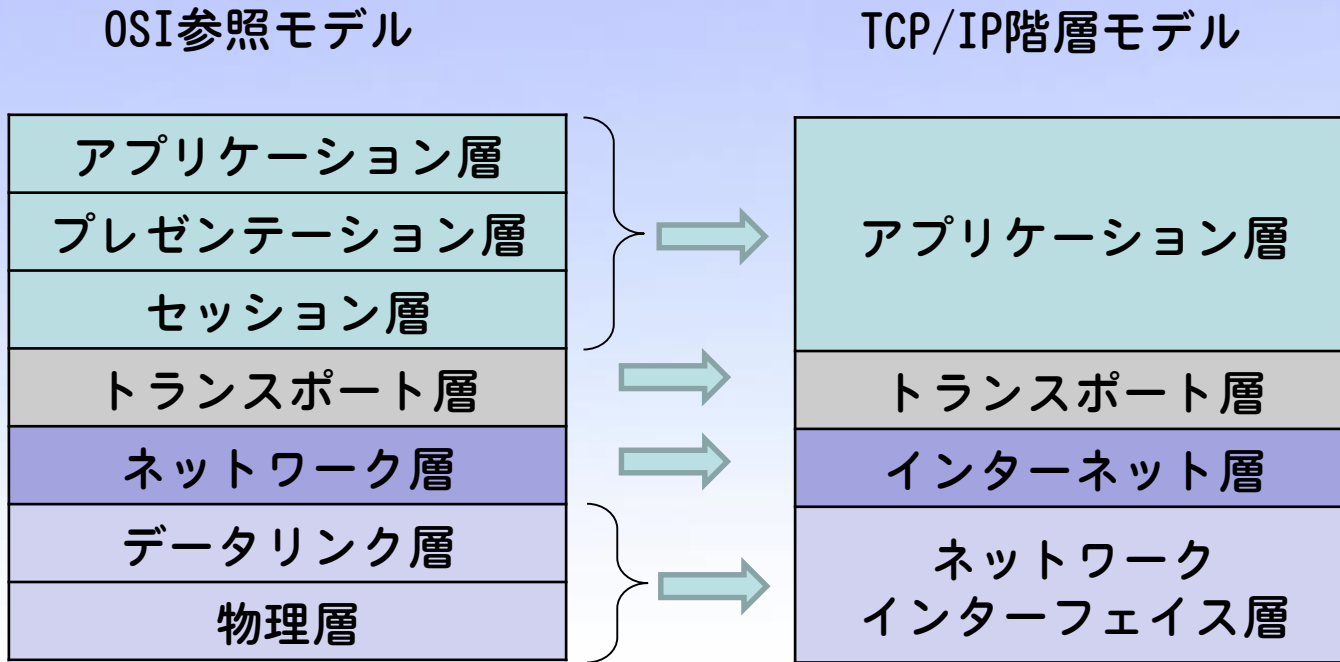 OSI参照モデル
アプリケーション層
プレゼンテーション層
セッション層
トランスポート層
ネットワーク層
データリンク層
物理層
TCP/IP階層モデル
アプリケーション層
トランスポート層
インターネット層
ネットワーク
インターフェイス層